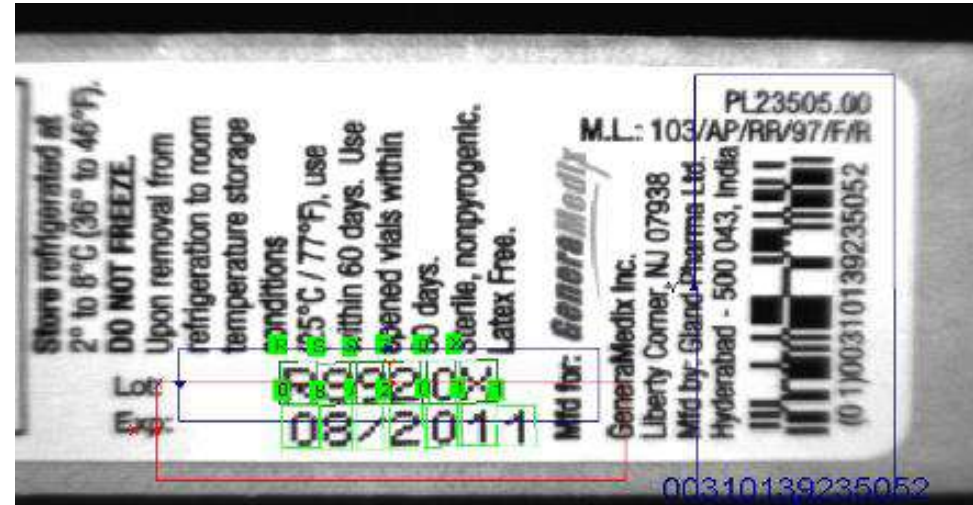 Store refrigerated at
2° to 8°C (36° to 46°F).
DO NOT FREEZE.
Upon removal from
refrigeration to room
temperature storage
conditions
25°C / 77°F), use
within 60 days. Use
opened vials within
60 days.
Sterile, nonpyrogenic.
Latex Free.
Lot
Exp.
08/2011
Mfd for: GeneraMedix
GeneraMedix Inc.
Liberty Corner, NJ 07938
Mfd by: Gland Pharma Ltd.
Hyderabad - 500 043, India
PL23505.00
M.L.: 103/AP/RR/97/F/R
(01)00310139235052
00310139235052